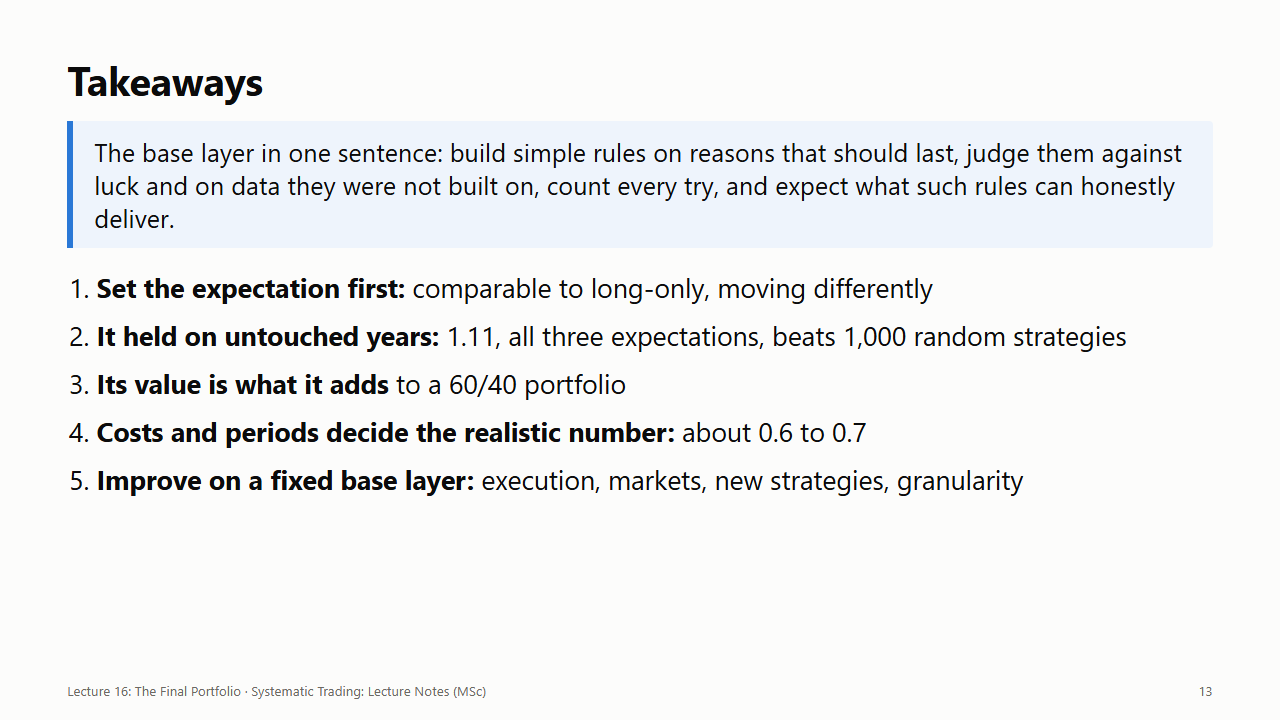 Takeaways
The base layer in one sentence: build simple rules on reasons that should last, judge them against
luck and on data they were not built on, count every try, and expect what such rules can honestly
deliver.
1. Set the expectation first: comparable to long-only, moving differently
2. It held on untouched years: 1.11, all three expectations, beats 1,000 random strategies
3. Its value is what it adds to a 60/40 portfolio
4. Costs and periods decide the realistic number: about 0.6 to 0.7
5. Improve on a fixed base layer: execution, markets, new strategies, granularity
Lecture 16: The Final Portfolio · Systematic Trading: Lecture Notes (MSc)
13